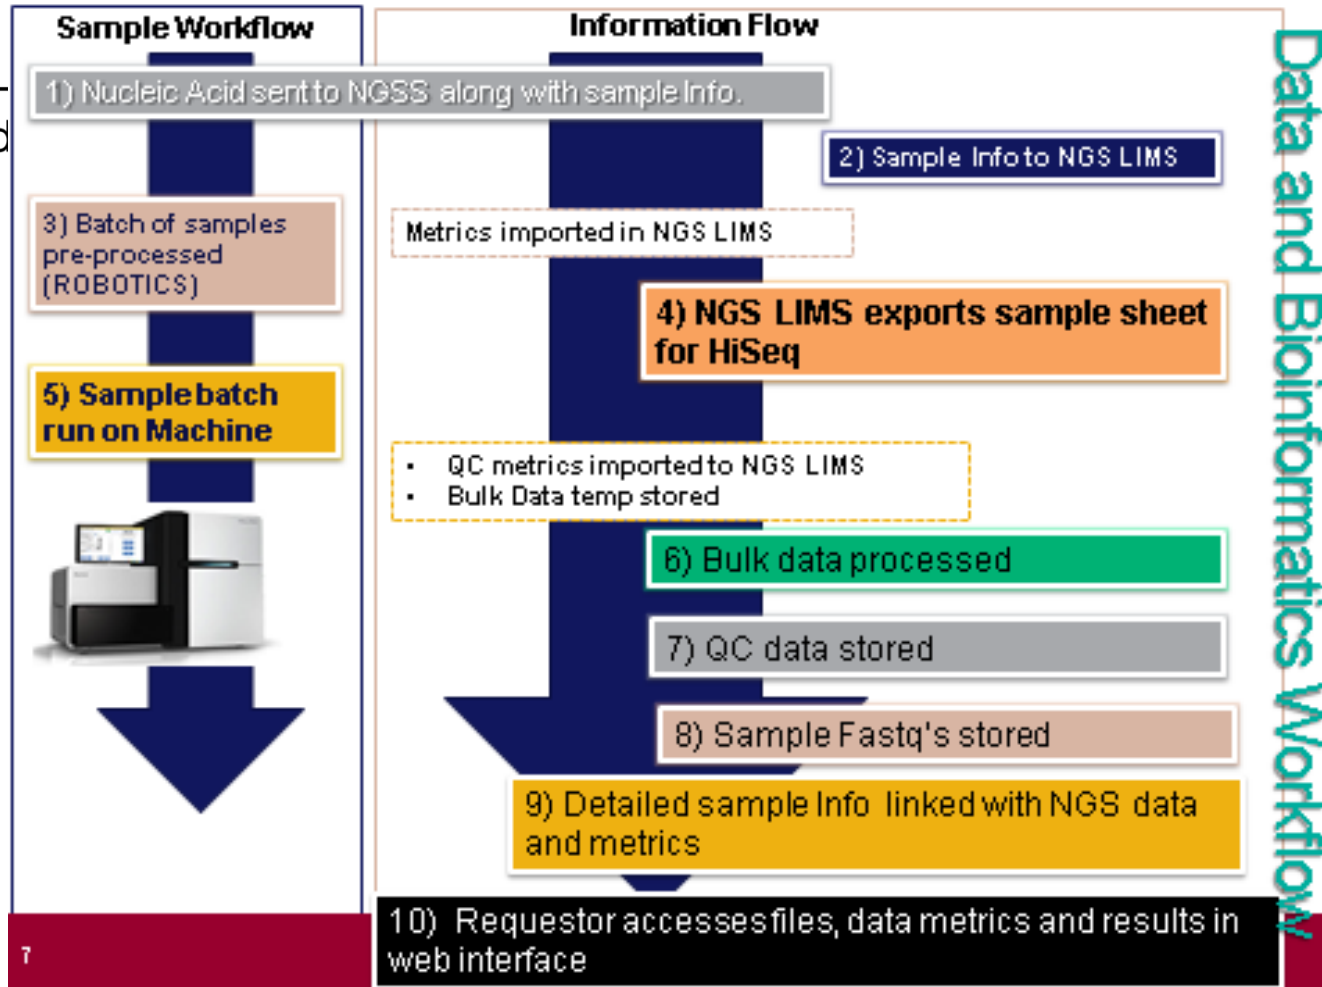 Sample Workflow
Information Flow
1) Nucleic Acid sent to NGSS along with sample Info.
2) Sample Info to NGS LIMS
3) Batch of samples
pre-processed
(ROBOTICS)
Metrics imported in NGS LIMS
4) NGS LIMS exports sample sheet
for HiSeq
5) Sample batch
run on Machine
• QC metrics imported to NGS LIMS
• Bulk Data temp stored
6) Bulk data processed
7) QC data stored
8) Sample Fastq's stored
9) Detailed sample Info linked with NGS data
and metrics
10) Requestor accesses files, data metrics and results in
web interface
7
Data and Bioinformatics Workflow